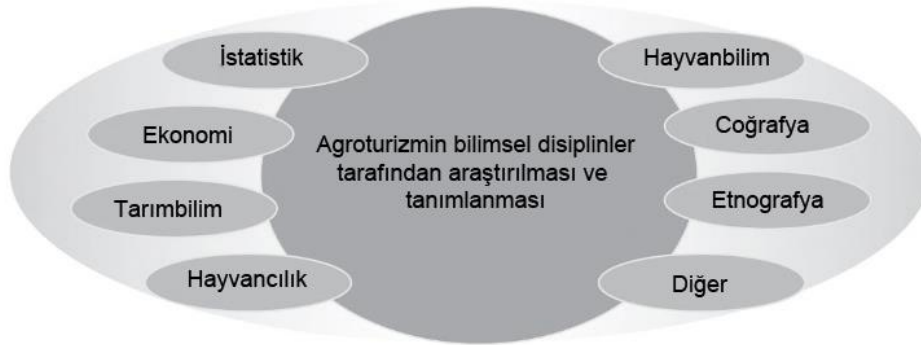 İstatistik
Ekonomi
Tarımbilim
Hayvancılık
Agroturizmin bilimsel disiplinler
tarafından araştırılması ve
tanımlanması
Hayvanbilim
Coğrafya
Etnografya
Diğer